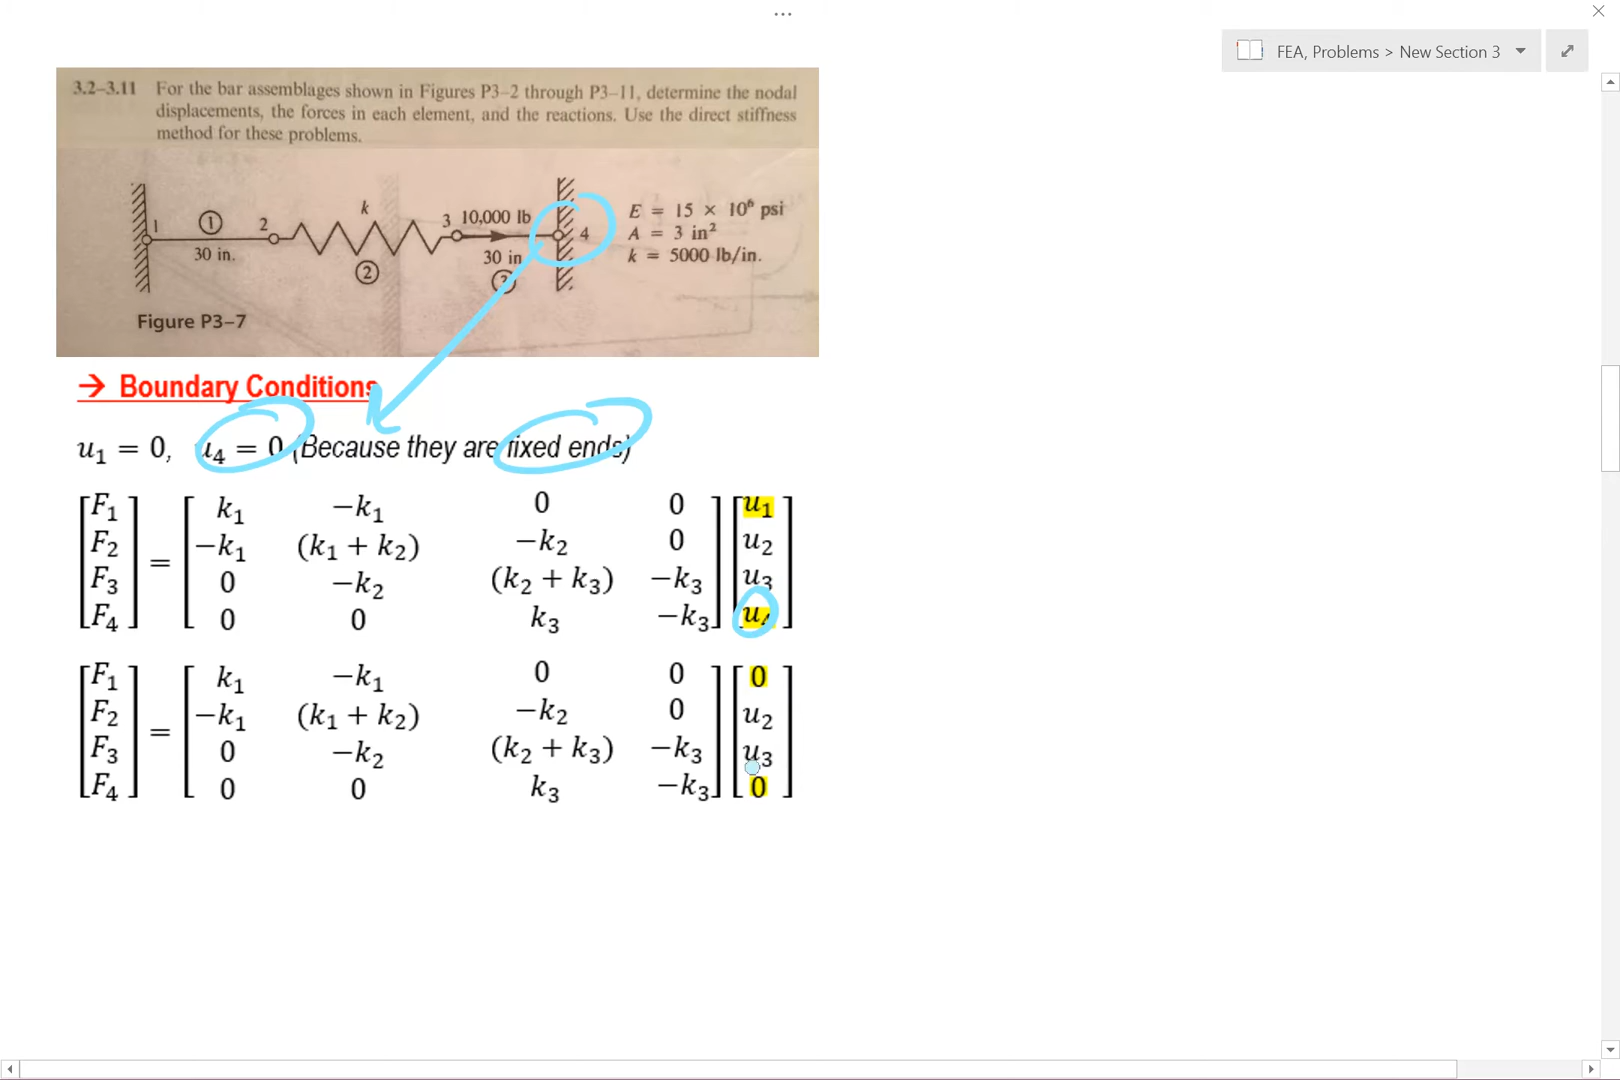 ...
FEA, Problems > New Section 3
3.2–3.11 For the bar assemblages shown in Figures P3–2 through P3–11, determine the nodal
displacements, the forces in each element, and the reactions. Use the direct stiffness
method for these problems.
1 ① 2 k 3 10,000 lb 4
30 in. ② 30 in
E = 15 × 10⁶ psi
A = 3 in²
k = 5000 lb/in.
Figure P3–7
→ Boundary Conditions
u₁ = 0, u₄ = 0 (Because they are fixed ends)
[F₁] [k₁ −k₁ 0 0] [u₁]
[F₂] = [−k₁ (k₁ + k₂) −k₂ 0] [u₂]
[F₃] [0 −k₂ (k₂ + k₃) −k₃] [u₃]
[F₄] [0 0 k₃ −k₃] [u₄]
[F₁] [k₁ −k₁ 0 0] [0]
[F₂] = [−k₁ (k₁ + k₂) −k₂ 0] [u₂]
[F₃] [0 −k₂ (k₂ + k₃) −k₃] [u₃]
[F₄] [0 0 k₃ −k₃] [0]